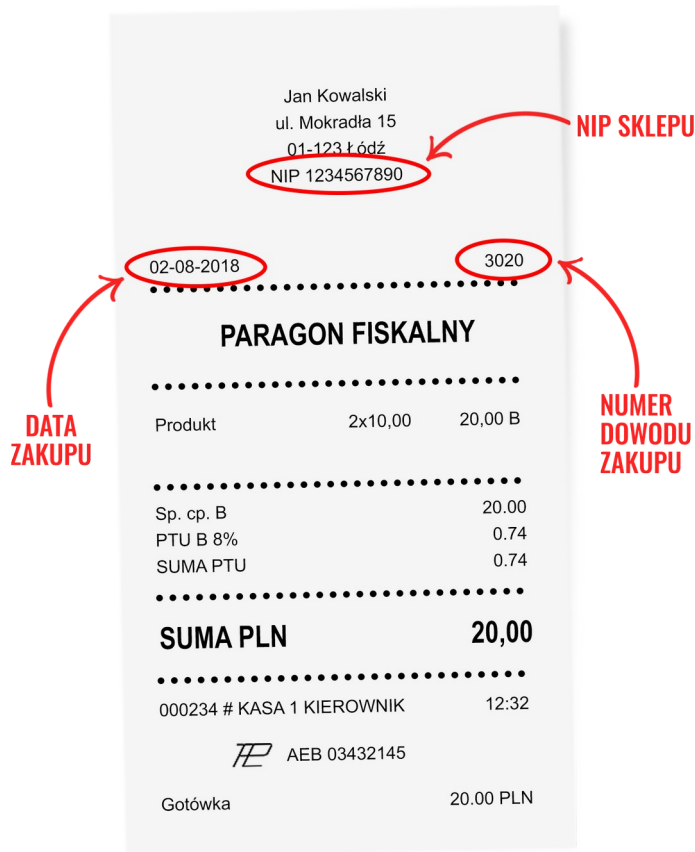 Jan Kowalski
ul. Mokradła 15
01-123 Łódź
NIP 1234567890
NIP SKLEPU
02-08-2018 3020
PARAGON FISKALNY
DATA
ZAKUPU
NUMER
DOWODU
ZAKUPU
Produkt 2x10,00 20,00 B
Sp. cp. B 20.00
PTU B 8% 0.74
SUMA PTU 0.74
SUMA PLN 20,00
000234 # KASA 1 KIEROWNIK 12:32
AEB 03432145
Gotówka 20.00 PLN